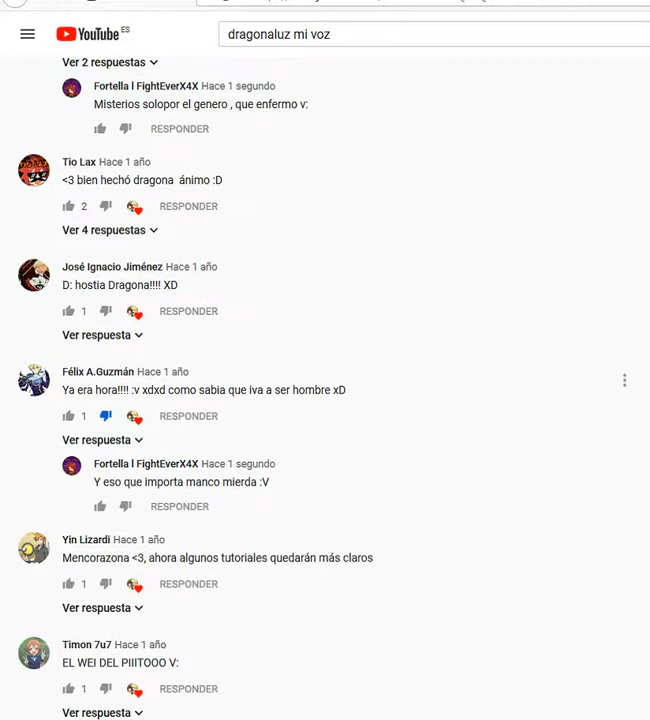 YouTube ES
dragonaluz mi voz
Ver 2 respuestas
Fortella l FightEverX4X Hace 1 segundo
Misterios solopor el genero , que enfermo v:
RESPONDER
Tio Lax Hace 1 año
<3 bien hechó dragona ánimo :D
2 RESPONDER
Ver 4 respuestas
José Ignacio Jiménez Hace 1 año
D: hostia Dragona!!!! XD
1 RESPONDER
Ver respuesta
Félix A.Guzmán Hace 1 año
Ya era hora!!!! :v xdxd como sabia que iva a ser hombre xD
1 RESPONDER
Ver respuesta
Fortella l FightEverX4X Hace 1 segundo
Y eso que importa manco mierda :V
RESPONDER
Yin Lizardi Hace 1 año
Mencorazona <3, ahora algunos tutoriales quedarán más claros
1 RESPONDER
Ver respuesta
Timon 7u7 Hace 1 año
EL WEI DEL PIIITOOO V:
1 RESPONDER
Ver respuesta